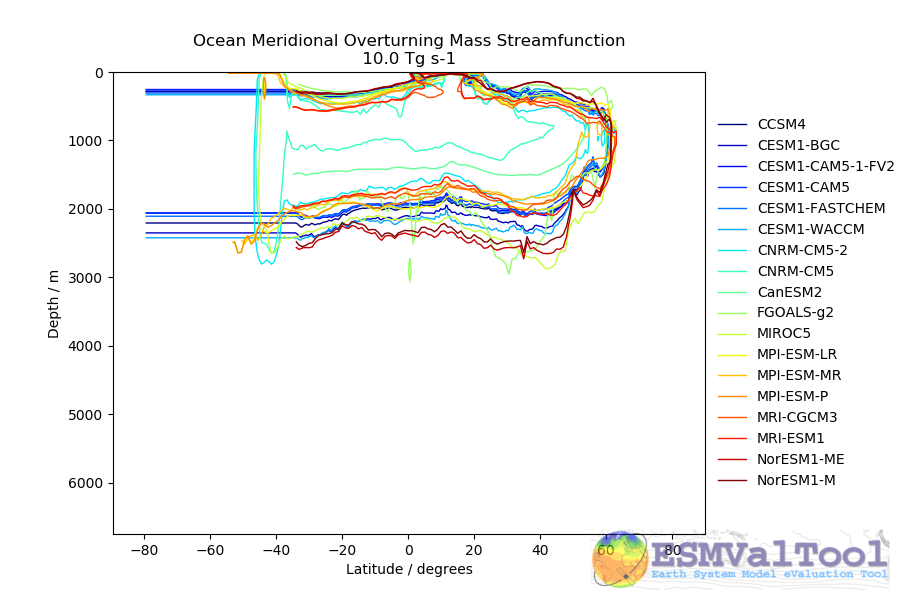 Ocean Meridional Overturning Mass Streamfunction
10.0 Tg s-1
0
1000
2000
3000
4000
5000
6000
Depth / m
−80
−60
−40
−20
0
20
40
60
80
Latitude / degrees
CCSM4
CESM1-BGC
CESM1-CAM5-1-FV2
CESM1-CAM5
CESM1-FASTCHEM
CESM1-WACCM
CNRM-CM5-2
CNRM-CM5
CanESM2
FGOALS-g2
MIROC5
MPI-ESM-LR
MPI-ESM-MR
MPI-ESM-P
MRI-CGCM3
MRI-ESM1
NorESM1-ME
NorESM1-M
ESMValTool
Earth System Model eValuation Tool